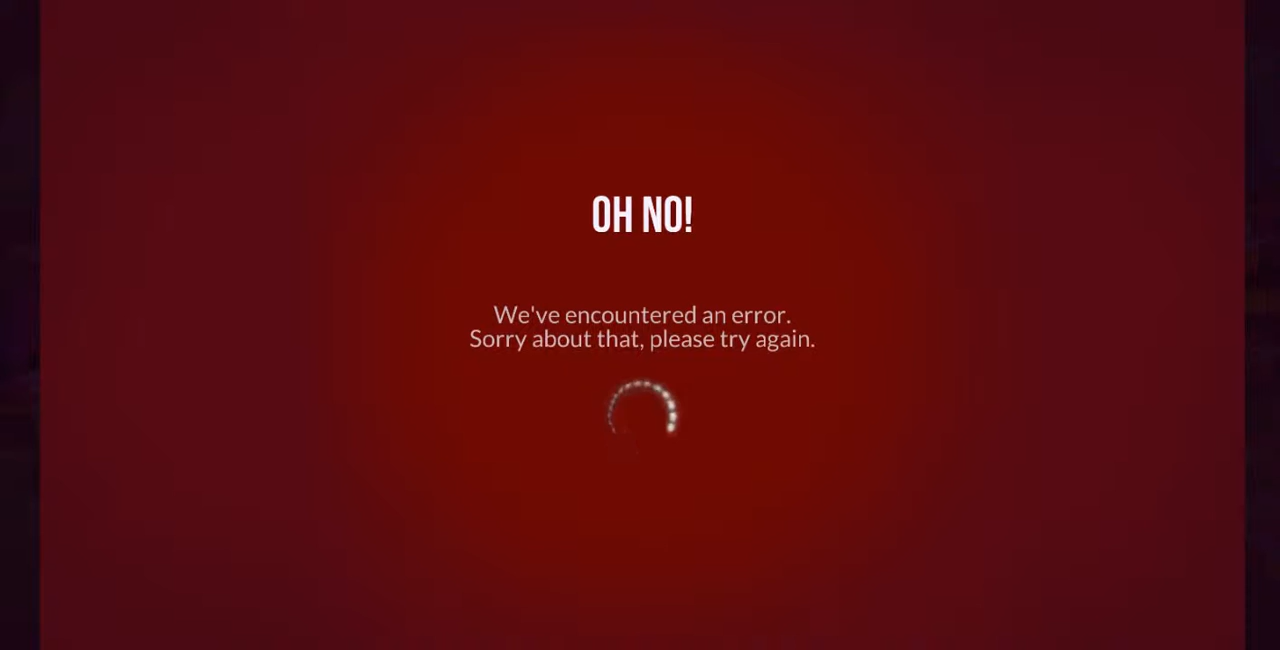 OH NO!
We've encountered an error.
Sorry about that, please try again.